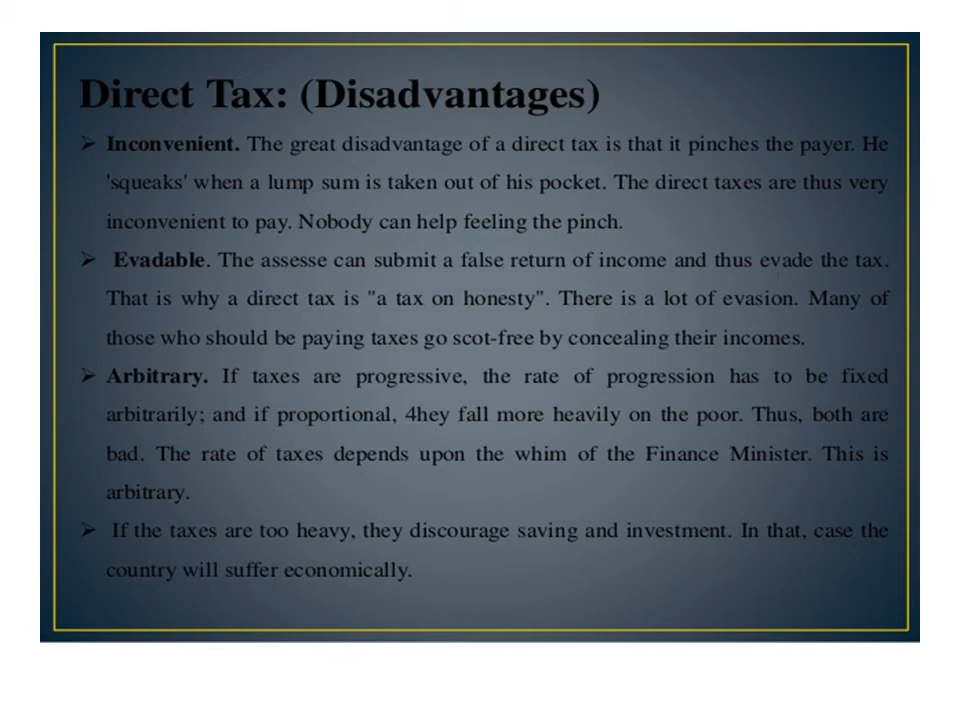 Direct Tax: (Disadvantages)
➢ Inconvenient. The great disadvantage of a direct tax is that it pinches the payer. He
'squeaks' when a lump sum is taken out of his pocket. The direct taxes are thus very
inconvenient to pay. Nobody can help feeling the pinch.
➢ Evadable. The assesse can submit a false return of income and thus evade the tax.
That is why a direct tax is "a tax on honesty". There is a lot of evasion. Many of
those who should be paying taxes go scot-free by concealing their incomes.
➢ Arbitrary. If taxes are progressive, the rate of progression has to be fixed
arbitrarily; and if proportional, 4hey fall more heavily on the poor. Thus, both are
bad. The rate of taxes depends upon the whim of the Finance Minister. This is
arbitrary.
➢ If the taxes are too heavy, they discourage saving and investment. In that, case the
country will suffer economically.